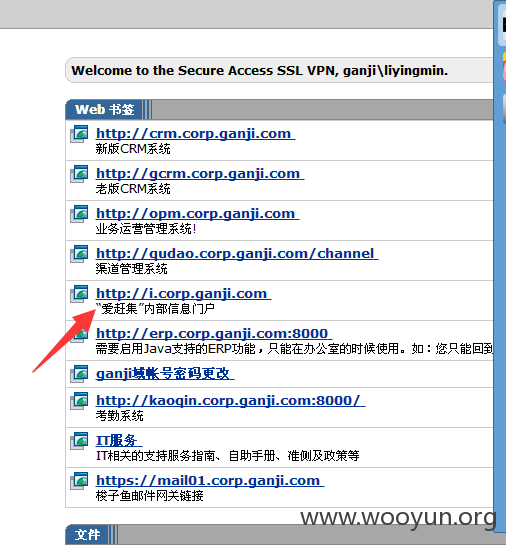 Welcome to the Secure Access SSL VPN, ganji\liyingmin.
Web 书签
http://crm.corp.ganji.com
新版CRM系统
http://gcrm.corp.ganji.com
老版CRM系统
http://opm.corp.ganji.com
业务运营管理系统!
http://qudao.corp.ganji.com/channel
渠道管理系统
http://i.corp.ganji.com
“爱赶集”内部信息门户
http://erp.corp.ganji.com:8000
需要启用Java支持的ERP功能，只能在办公室的时候使用。如：您只能回到
ganji域帐号密码更改
http://kaoqin.corp.ganji.com:8000/
考勤系统
IT服务
IT相关的支持服务指南、自助手册、准侧及政策等
https://mail01.corp.ganji.com
梭子鱼邮件网关链接
www.wooyun.org
文件